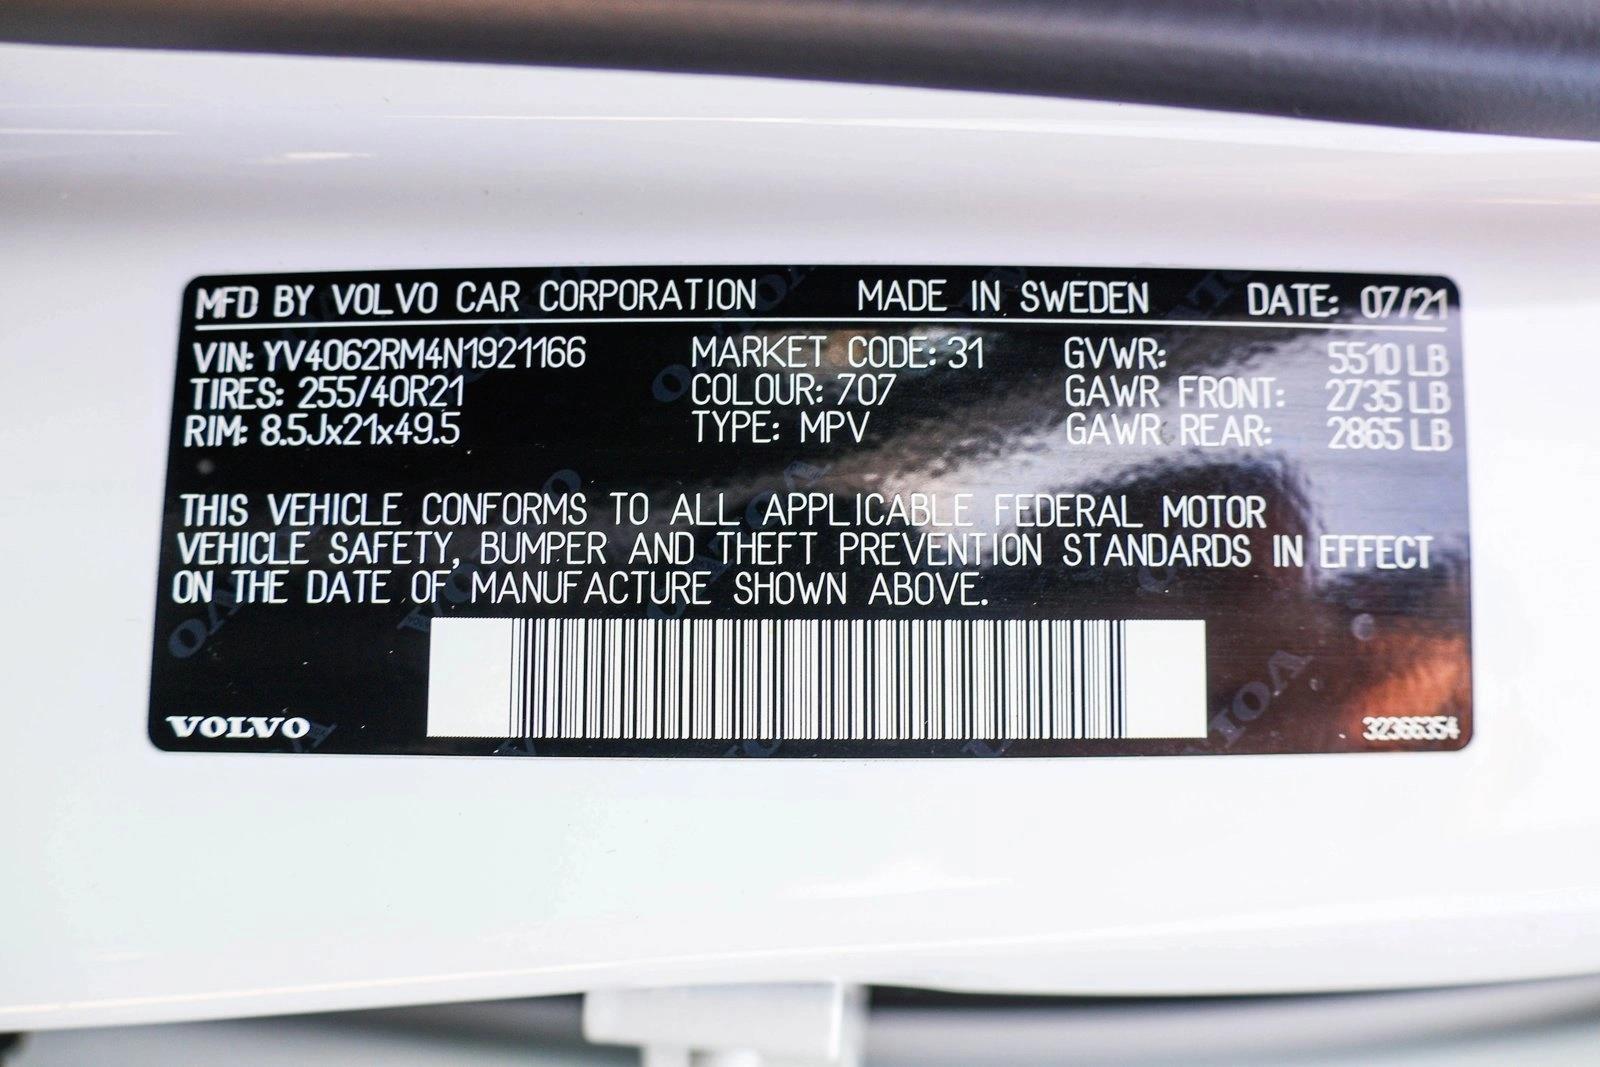 MFD BY VOLVO CAR CORPORATION MADE IN SWEDEN DATE: 07/21
VIN: YV4062RM4N1921166 MARKET CODE: 31 GVWR: 5510 LB
TIRES: 255/40R21 COLOUR: 707 GAWR FRONT: 2735 LB
RIM: 8.5Jx21x49.5 TYPE: MPV GAWR REAR: 2865 LB
THIS VEHICLE CONFORMS TO ALL APPLICABLE FEDERAL MOTOR
VEHICLE SAFETY, BUMPER AND THEFT PREVENTION STANDARDS IN EFFECT
ON THE DATE OF MANUFACTURE SHOWN ABOVE.
VOLVO 32366354